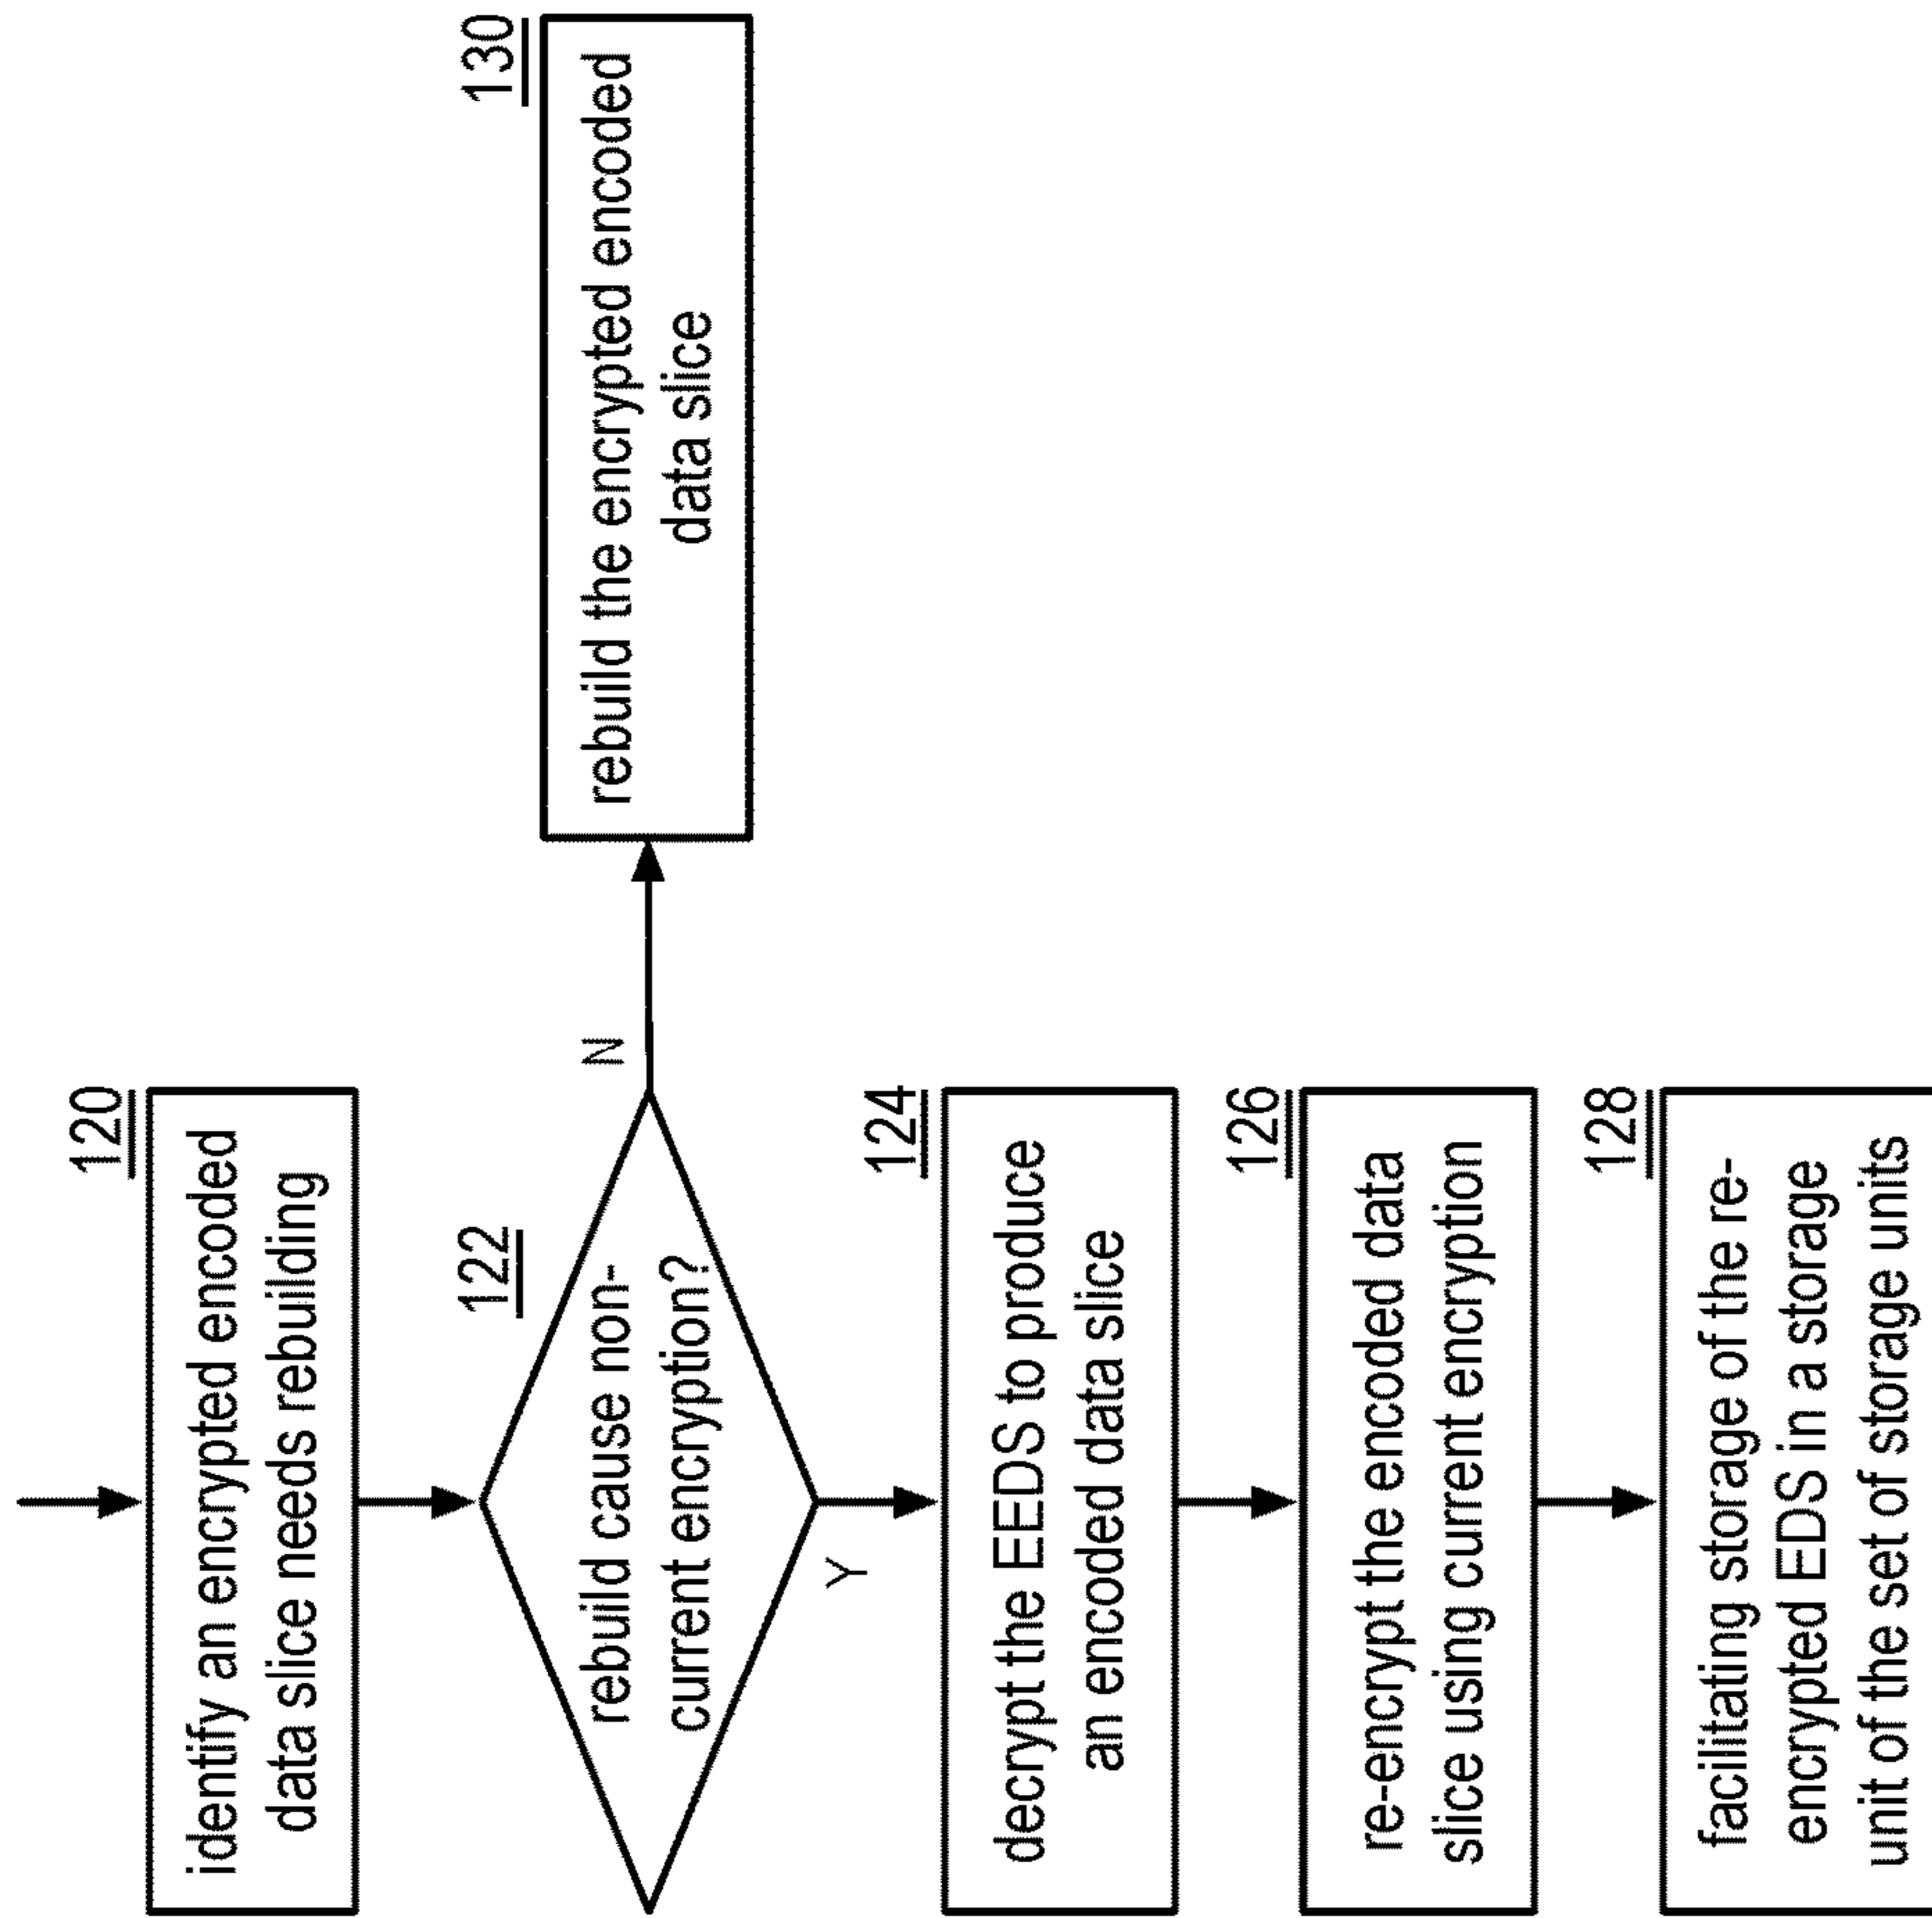 120
identify an encrypted encoded
data slice needs rebuilding
122
rebuild cause non-
current encryption?
N
130
rebuild the encrypted encoded
data slice
Y
124
decrypt the EEDS to produce
an encoded data slice
126
re-encrypt the encoded data
slice using current encryption
128
facilitating storage of the re-
encrypted EDS in a storage
unit of the set of storage units